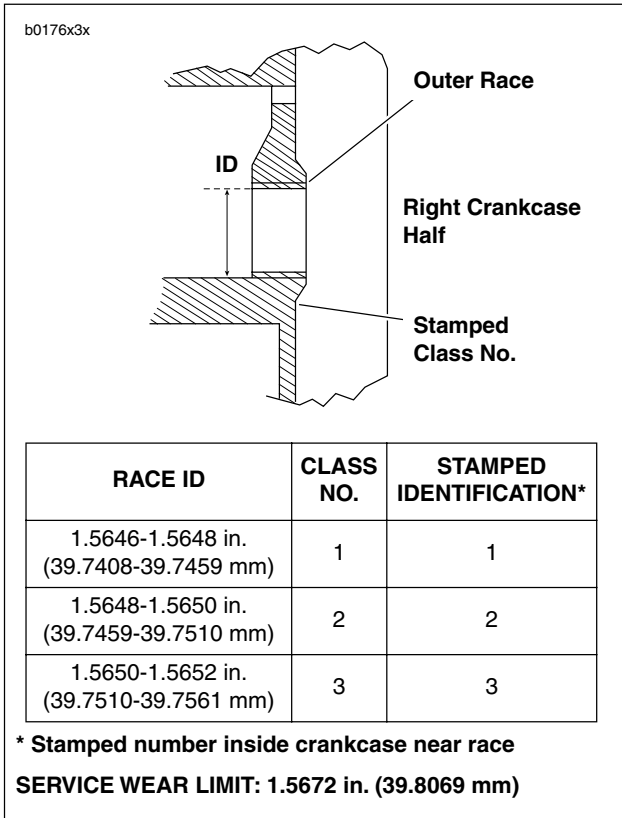 b0176x3x
Outer Race
ID
Right Crankcase
Half
Stamped
Class No.
RACE ID
CLASS
NO.
STAMPED
IDENTIFICATION*
1.5646-1.5648 in.
(39.7408-39.7459 mm)
1
1
1.5648-1.5650 in.
(39.7459-39.7510 mm)
2
2
1.5650-1.5652 in.
(39.7510-39.7561 mm)
3
3
* Stamped number inside crankcase near race
SERVICE WEAR LIMIT: 1.5672 in. (39.8069 mm)